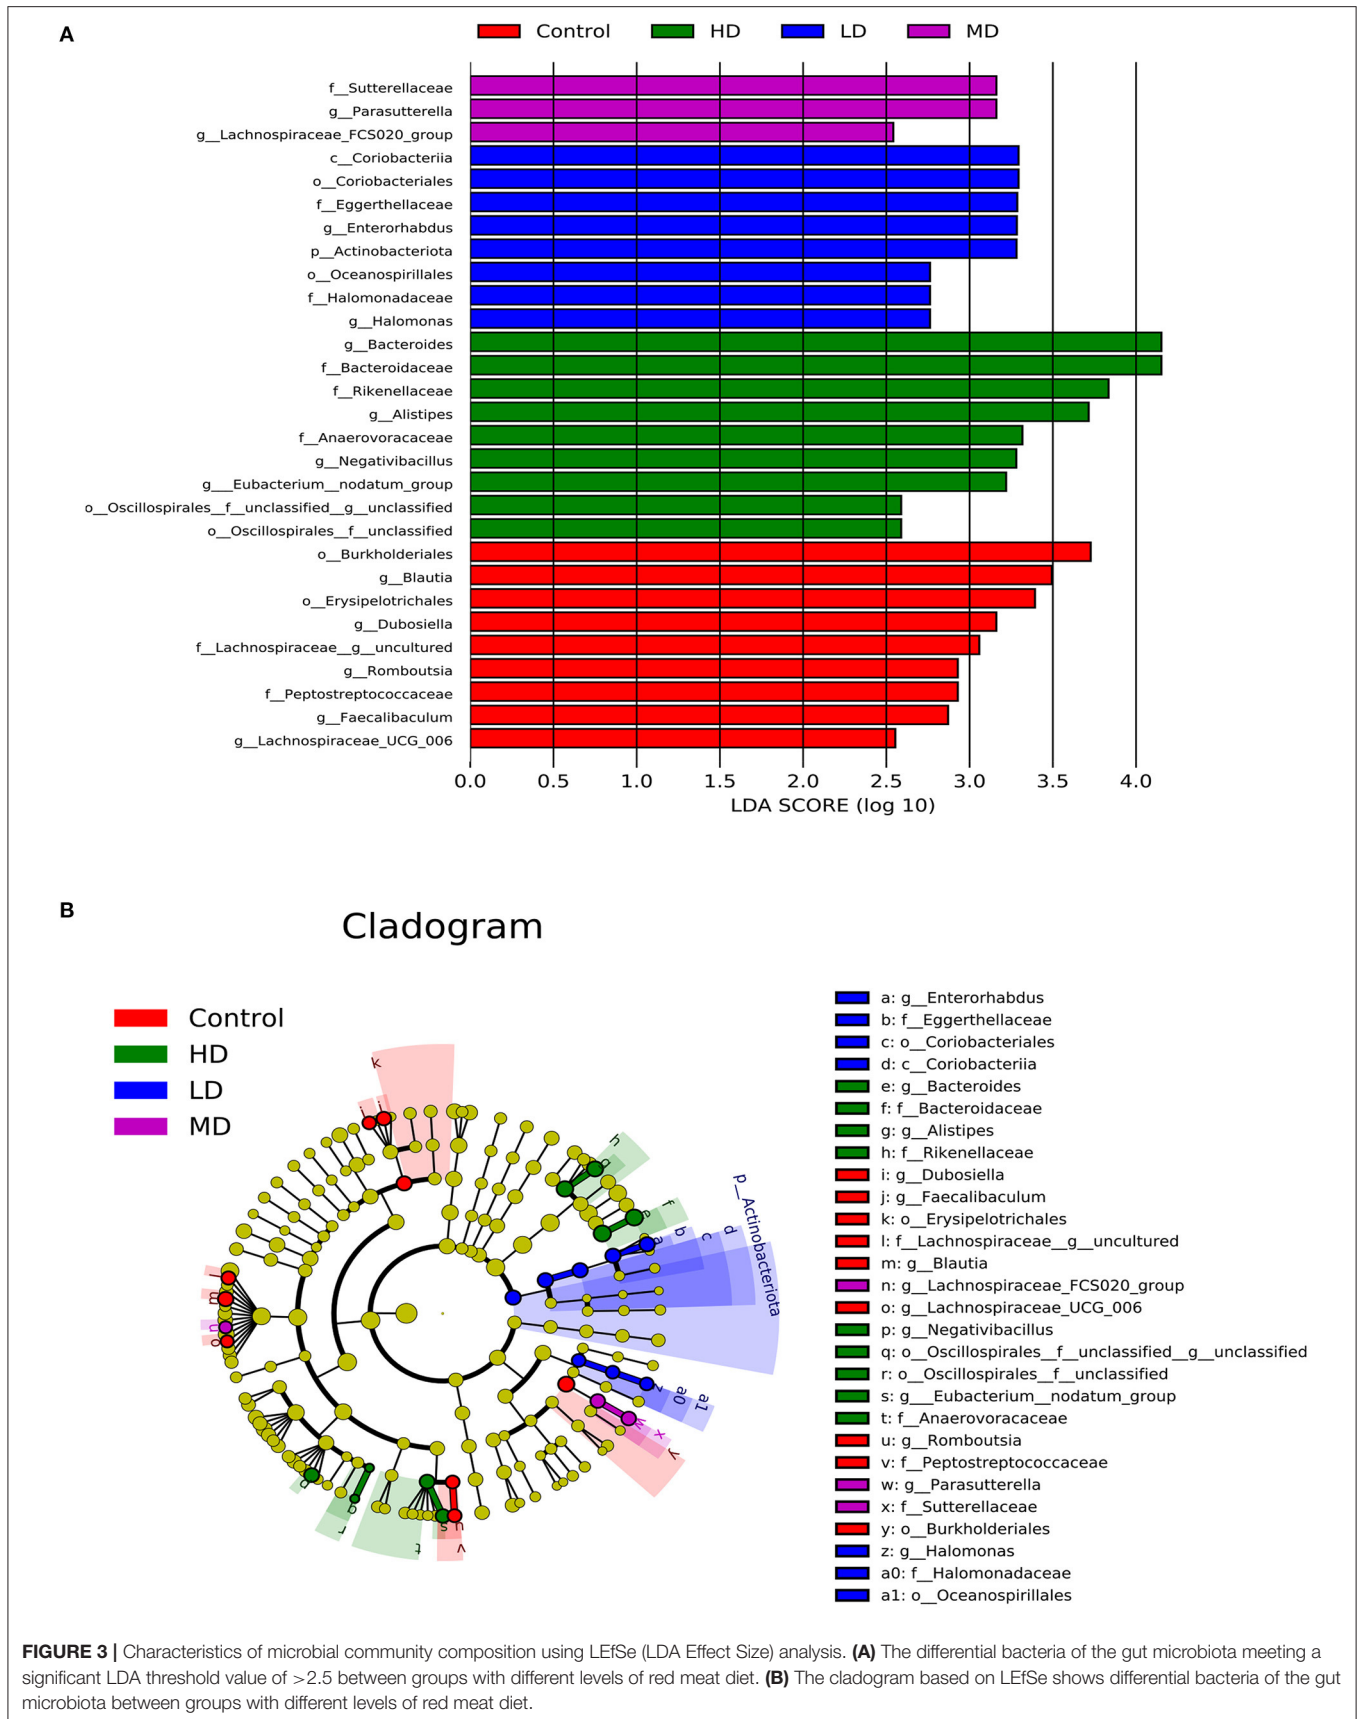 A
Control HD LD MD
f__Sutterellaceae
g__Parasutterella
g__Lachnospiraceae_FCS020_group
c__Coriobacteriia
o__Coriobacteriales
f__Eggerthellaceae
g__Enterorhabdus
p__Actinobacteriota
o__Oceanospirillales
f__Halomonadaceae
g__Halomonas
g__Bacteroides
f__Bacteroidaceae
f__Rikenellaceae
g__Alistipes
f__Anaerovoracaceae
g__Negativibacillus
g___Eubacterium__nodatum_group
o__Oscillospirales__f__unclassified__g__unclassified
o__Oscillospirales__f__unclassified
o__Burkholderiales
g__Blautia
o__Erysipelotrichales
g__Dubosiella
f__Lachnospiraceae__g__uncultured
g__Romboutsia
f__Peptostreptococcaceae
g__Faecalibaculum
g__Lachnospiraceae_UCG_006
0.0 0.5 1.0 1.5 2.0 2.5 3.0 3.5 4.0
LDA SCORE (log 10)
B
Cladogram
Control
HD
LD
MD
k
j
i
h
g
f
e
p__Actinobacteriota
d
c
b
a
l
m
n
o
z
a0
a1
w
x
y
p
q
r
s
t
u
v
a: g__Enterorhabdus
b: f__Eggerthellaceae
c: o__Coriobacteriales
d: c__Coriobacteriia
e: g__Bacteroides
f: f__Bacteroidaceae
g: g__Alistipes
h: f__Rikenellaceae
i: g__Dubosiella
j: g__Faecalibaculum
k: o__Erysipelotrichales
l: f__Lachnospiraceae__g__uncultured
m: g__Blautia
n: g__Lachnospiraceae_FCS020_group
o: g__Lachnospiraceae_UCG_006
p: g__Negativibacillus
q: o__Oscillospirales__f__unclassified__g__unclassified
r: o__Oscillospirales__f__unclassified
s: g___Eubacterium__nodatum_group
t: f__Anaerovoracaceae
u: g__Romboutsia
v: f__Peptostreptococcaceae
w: g__Parasutterella
x: f__Sutterellaceae
y: o__Burkholderiales
z: g__Halomonas
a0: f__Halomonadaceae
a1: o__Oceanospirillales
FIGURE 3 | Characteristics of microbial community composition using LEfSe (LDA Effect Size) analysis. (A) The differential bacteria of the gut microbiota meeting a
significant LDA threshold value of >2.5 between groups with different levels of red meat diet. (B) The cladogram based on LEfSe shows differential bacteria of the gut
microbiota between groups with different levels of red meat diet.